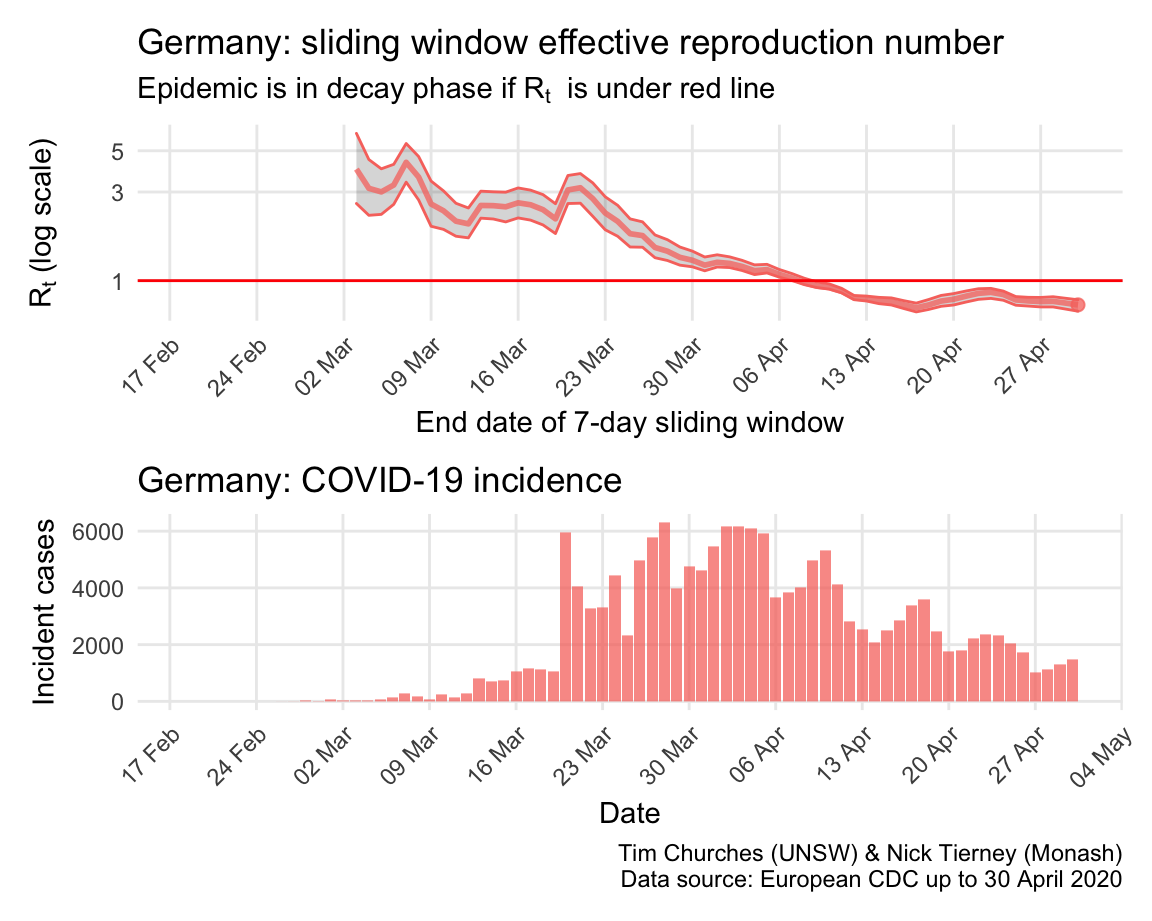 Germany: sliding window effective reproduction number
Epidemic is in decay phase if Rt is under red line
Rt (log scale)
5
3
1
17 Feb
24 Feb
02 Mar
09 Mar
16 Mar
23 Mar
30 Mar
06 Apr
13 Apr
20 Apr
27 Apr
End date of 7-day sliding window
Germany: COVID-19 incidence
Incident cases
6000
4000
2000
0
17 Feb
24 Feb
02 Mar
09 Mar
16 Mar
23 Mar
30 Mar
06 Apr
13 Apr
20 Apr
27 Apr
04 May
Date
Tim Churches (UNSW) & Nick Tierney (Monash)
Data source: European CDC up to 30 April 2020